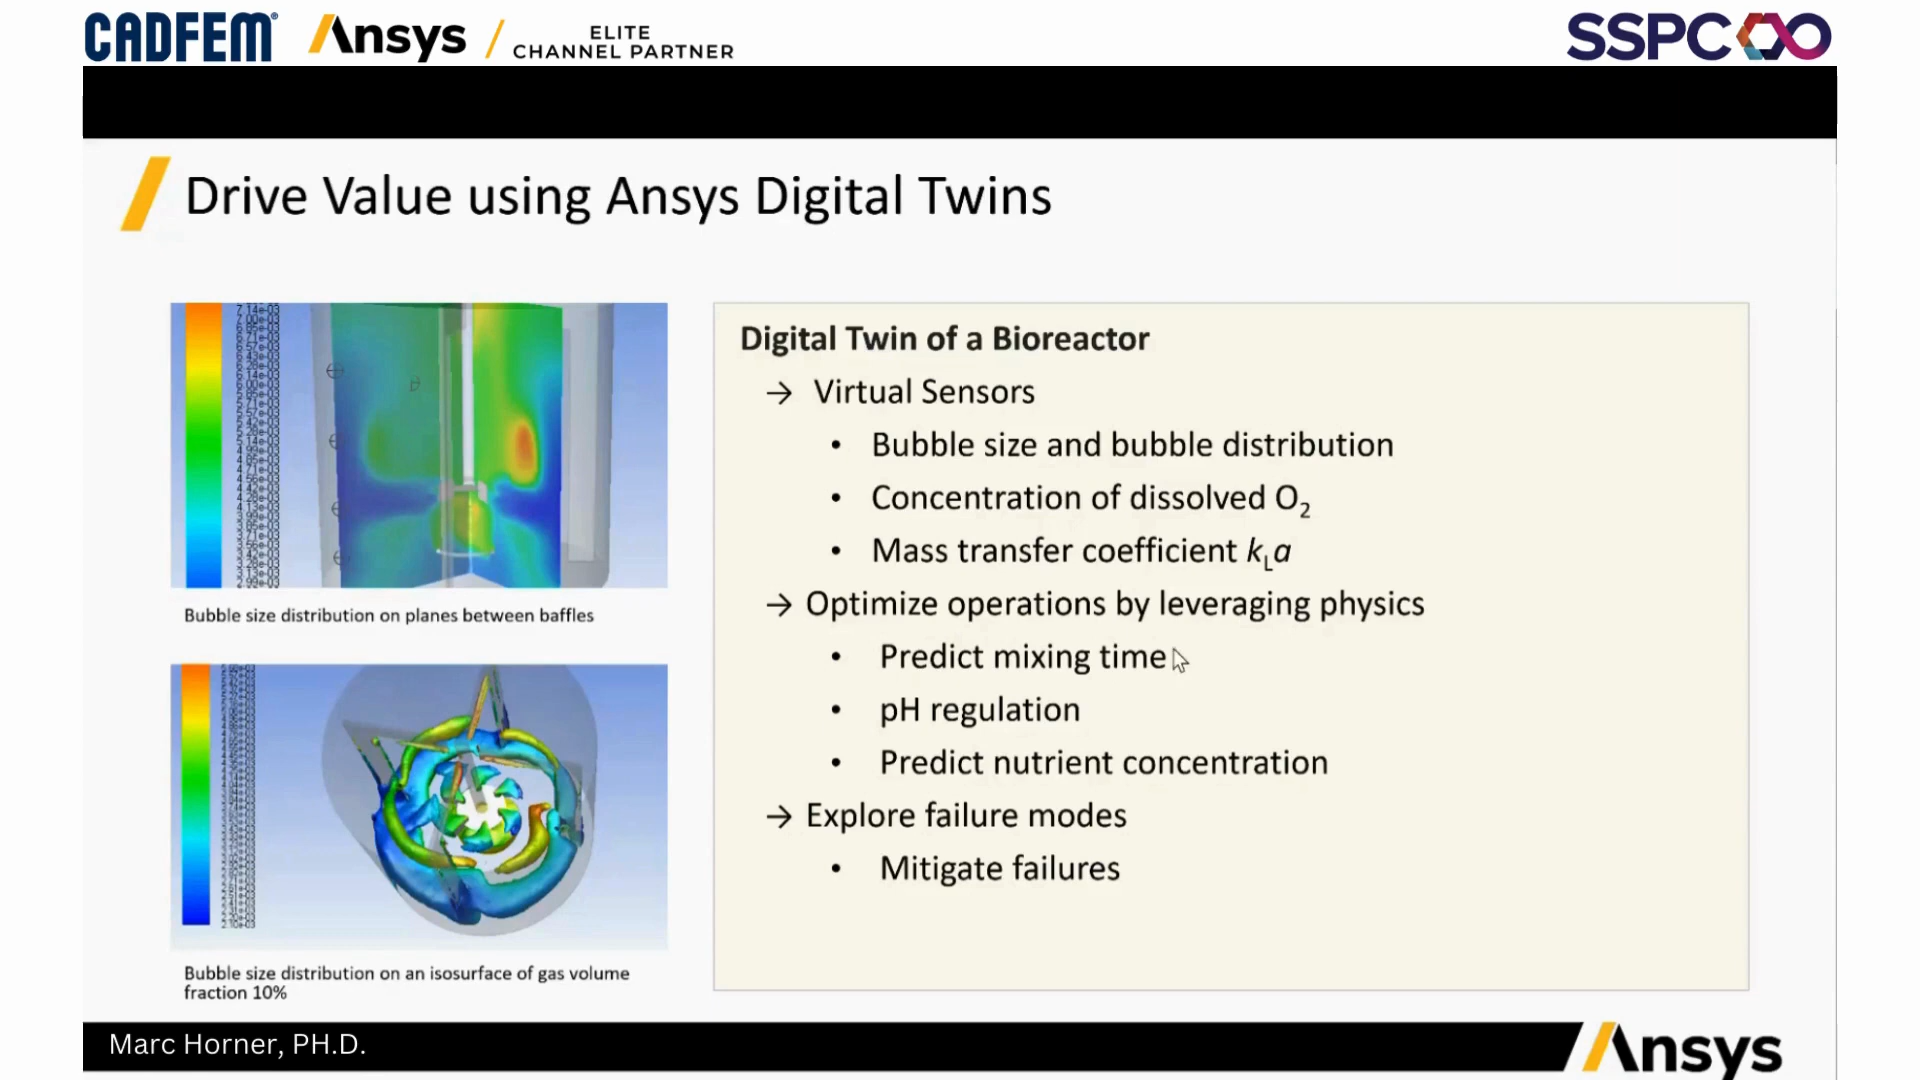 CADFEM
Ansys
ELITE
CHANNEL PARTNER
SSPC
Drive Value using Ansys Digital Twins
Bubble size distribution on planes between baffles
Bubble size distribution on an isosurface of gas volume
fraction 10%
Digital Twin of a Bioreactor
→ Virtual Sensors
• Bubble size and bubble distribution
• Concentration of dissolved O₂
• Mass transfer coefficient kLa
→ Optimize operations by leveraging physics
• Predict mixing time
• pH regulation
• Predict nutrient concentration
→ Explore failure modes
• Mitigate failures
Marc Horner, PH.D.
Ansys